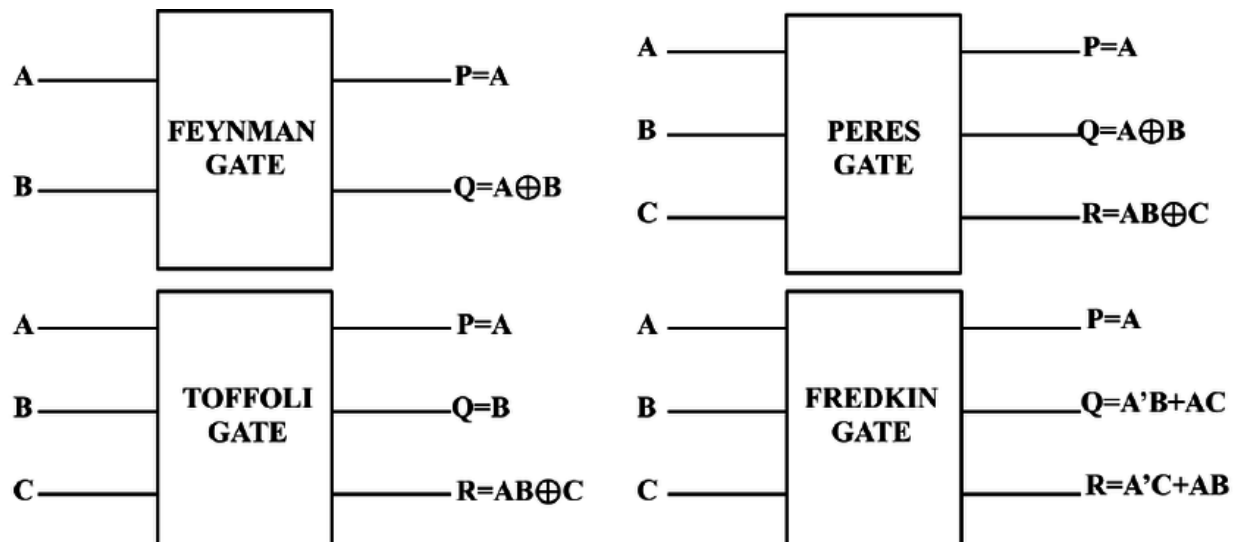 A
B
FEYNMAN
GATE
P=A
Q=A⊕B
A
B
C
PERES
GATE
P=A
Q=A⊕B
R=AB⊕C
A
B
C
TOFFOLI
GATE
P=A
Q=B
R=AB⊕C
A
B
C
FREDKIN
GATE
P=A
Q=A’B+AC
R=A’C+AB